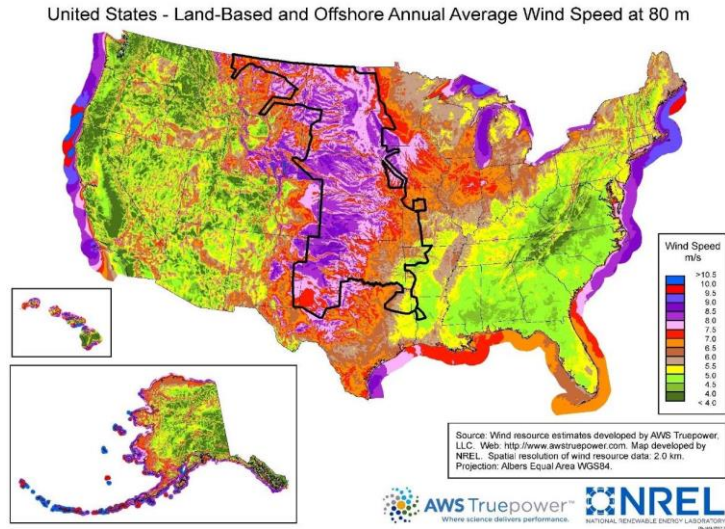 United States - Land-Based and Offshore Annual Average Wind Speed at 80 m
Wind Speed
m/s
>10.5
10.0
9.5
9.0
8.5
8.0
7.5
7.0
6.5
6.0
5.5
5.0
4.5
4.0
< 4.0
Source: Wind resource estimates developed by AWS Truepower,
LLC. Web: http://www.awstruepower.com. Map developed by
NREL. Spatial resolution of wind resource data: 2.0 km.
Projection: Albers Equal Area WGS84.
AWS Truepower™
Where science delivers performance.
NREL
NATIONAL RENEWABLE ENERGY LABORATORY